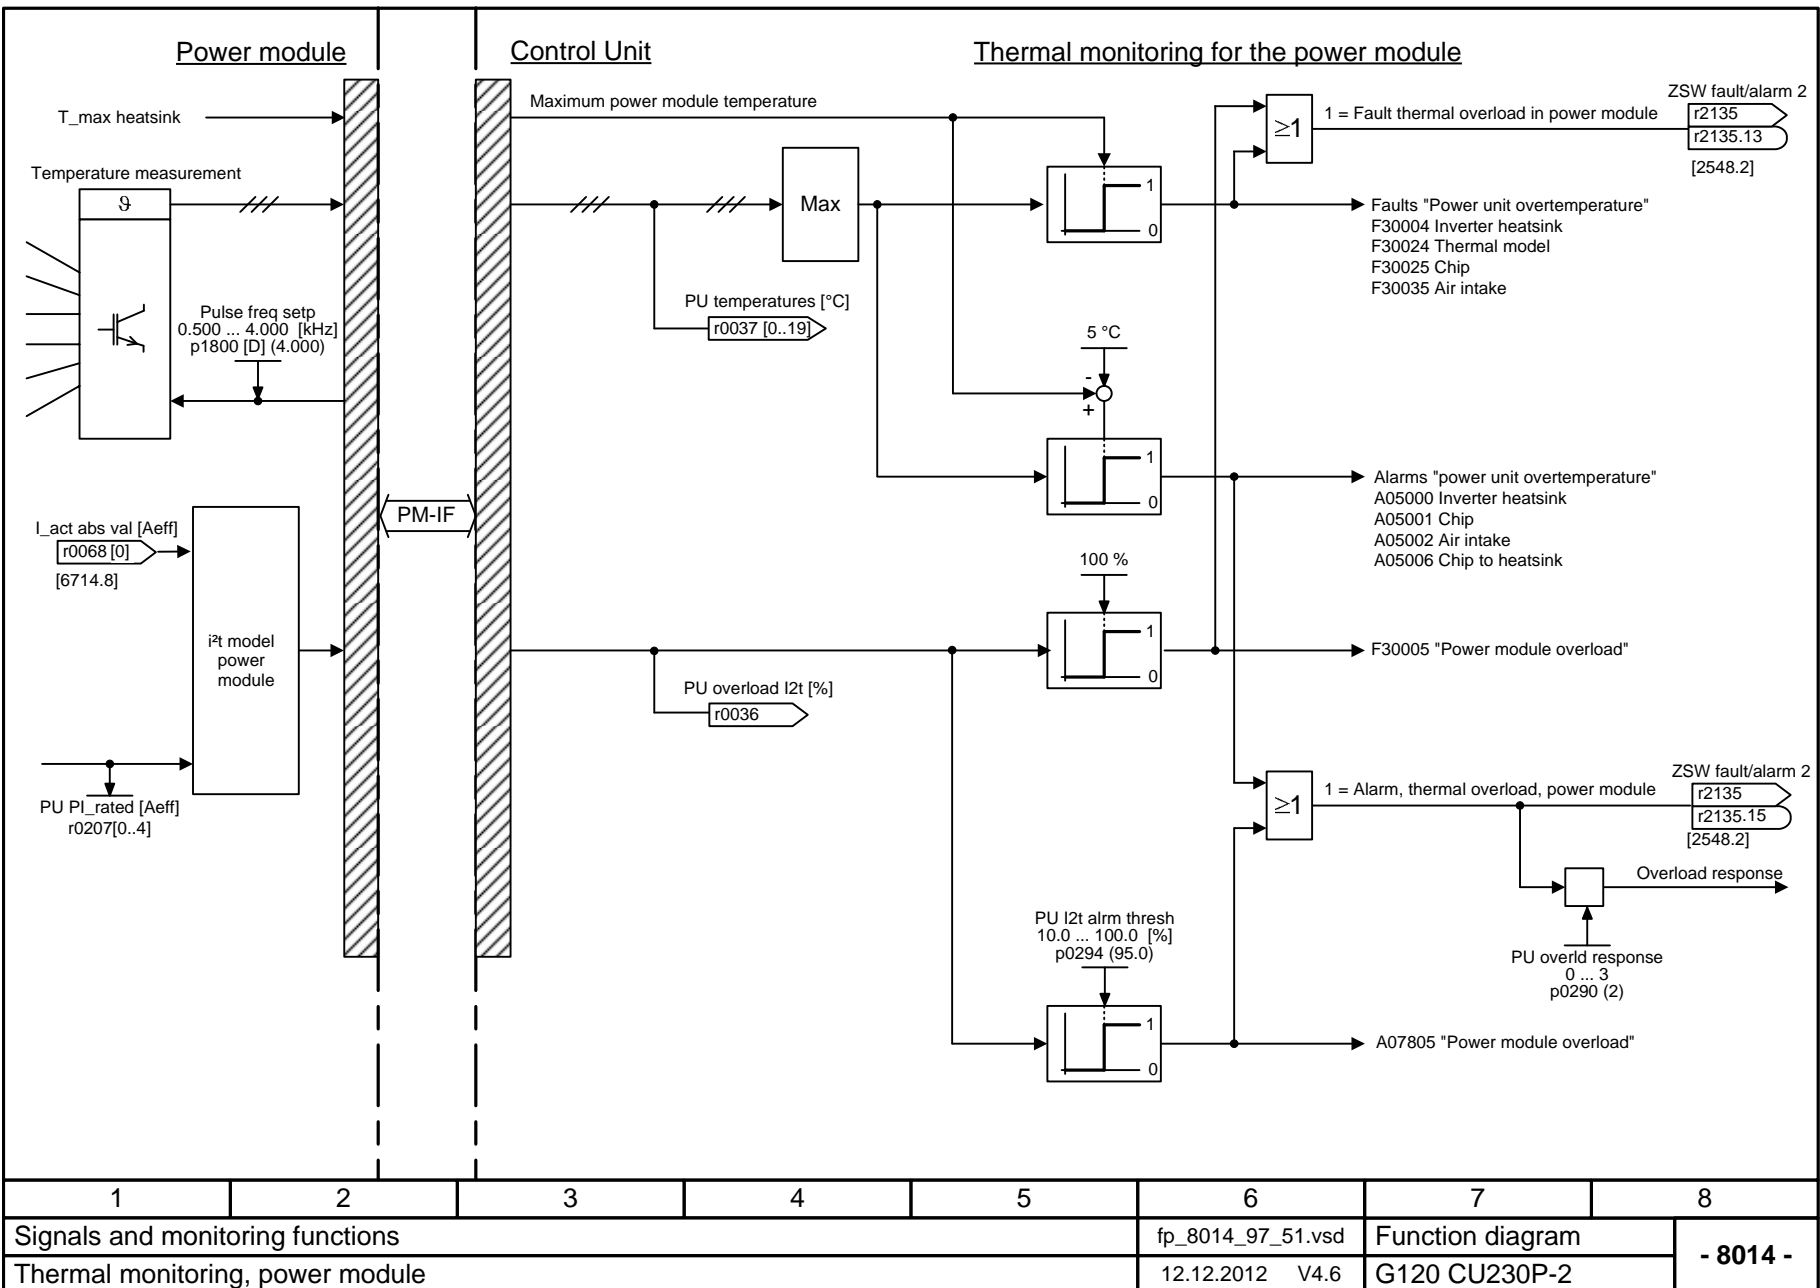 Power module
Control Unit
Thermal monitoring for the power module
T_max heatsink
Maximum power module temperature
≥1
1 = Fault thermal overload in power module
ZSW fault/alarm 2
r2135
r2135.13
[2548.2]
Temperature measurement
ϑ
Max
1
0
Faults "Power unit overtemperature"
F30004 Inverter heatsink
F30024 Thermal model
F30025 Chip
F30035 Air intake
Pulse freq setp
0.500 ... 4.000 [kHz]
p1800 [D] (4.000)
PU temperatures [°C]
r0037 [0..19]
5 °C
-
+
1
0
Alarms "power unit overtemperature"
A05000 Inverter heatsink
A05001 Chip
A05002 Air intake
A05006 Chip to heatsink
PM-IF
I_act abs val [Aeff]
r0068 [0]
[6714.8]
i²t model
power
module
100 %
1
0
F30005 "Power module overload"
PU overload I2t [%]
r0036
PU PI_rated [Aeff]
r0207[0..4]
≥1
1 = Alarm, thermal overload, power module
ZSW fault/alarm 2
r2135
r2135.15
[2548.2]
Overload response
PU overld response
0 ... 3
p0290 (2)
PU I2t alrm thresh
10.0 ... 100.0 [%]
p0294 (95.0)
1
0
A07805 "Power module overload"
1 2 3 4 5 6 7 8
Signals and monitoring functions
fp_8014_97_51.vsd
Function diagram
- 8014 -
Thermal monitoring, power module
12.12.2012 V4.6
G120 CU230P-2